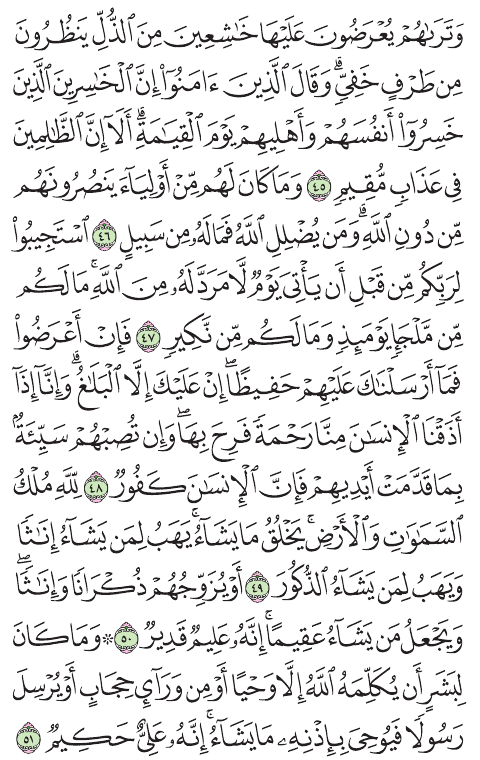 وَتَرَىٰهُمْ يُعْرَضُونَ عَلَيْهَا خَٰشِعِينَ مِنَ ٱلذُّلِّ يَنظُرُونَ
مِن طَرْفٍ خَفِىٍّ ۗ وَقَالَ ٱلَّذِينَ ءَامَنُوٓا۟ إِنَّ ٱلْخَٰسِرِينَ ٱلَّذِينَ
خَسِرُوٓا۟ أَنفُسَهُمْ وَأَهْلِيهِمْ يَوْمَ ٱلْقِيَٰمَةِ ۗ أَلَآ إِنَّ ٱلظَّٰلِمِينَ
فِى عَذَابٍ مُّقِيمٍ ٤٥ وَمَا كَانَ لَهُم مِّنْ أَوْلِيَآءَ يَنصُرُونَهُم
مِّن دُونِ ٱللَّهِ ۗ وَمَن يُضْلِلِ ٱللَّهُ فَمَا لَهُۥ مِن سَبِيلٍ ٤٦ ٱسْتَجِيبُوا۟
لِرَبِّكُم مِّن قَبْلِ أَن يَأْتِىَ يَوْمٌ لَّا مَرَدَّ لَهُۥ مِنَ ٱللَّهِ ۚ مَا لَكُم
مِّن مَّلْجَإٍ يَوْمَئِذٍ وَمَا لَكُم مِّن نَّكِيرٍ ٤٧ فَإِنْ أَعْرَضُوا۟
فَمَآ أَرْسَلْنَٰكَ عَلَيْهِمْ حَفِيظًا ۖ إِنْ عَلَيْكَ إِلَّا ٱلْبَلَٰغُ ۗ وَإِنَّآ إِذَآ
أَذَقْنَا ٱلْإِنسَٰنَ مِنَّا رَحْمَةً فَرِحَ بِهَا ۖ وَإِن تُصِبْهُمْ سَيِّئَةٌۢ
بِمَا قَدَّمَتْ أَيْدِيهِمْ فَإِنَّ ٱلْإِنسَٰنَ كَفُورٌ ٤٨ لِّلَّهِ مُلْكُ
ٱلسَّمَٰوَٰتِ وَٱلْأَرْضِ ۚ يَخْلُقُ مَا يَشَآءُ ۚ يَهَبُ لِمَن يَشَآءُ إِنَٰثًا
وَيَهَبُ لِمَن يَشَآءُ ٱلذُّكُورَ ٤٩ أَوْ يُزَوِّجُهُمْ ذُكْرَانًا وَإِنَٰثًا ۖ
وَيَجْعَلُ مَن يَشَآءُ عَقِيمًا ۚ إِنَّهُۥ عَلِيمٌ قَدِيرٌ ٥٠ ۞ وَمَا كَانَ
لِبَشَرٍ أَن يُكَلِّمَهُ ٱللَّهُ إِلَّا وَحْيًا أَوْ مِن وَرَآئِ حِجَابٍ أَوْ يُرْسِلَ
رَسُولًا فَيُوحِىَ بِإِذْنِهِۦ مَا يَشَآءُ ۚ إِنَّهُۥ عَلِىٌّ حَكِيمٌ ٥١